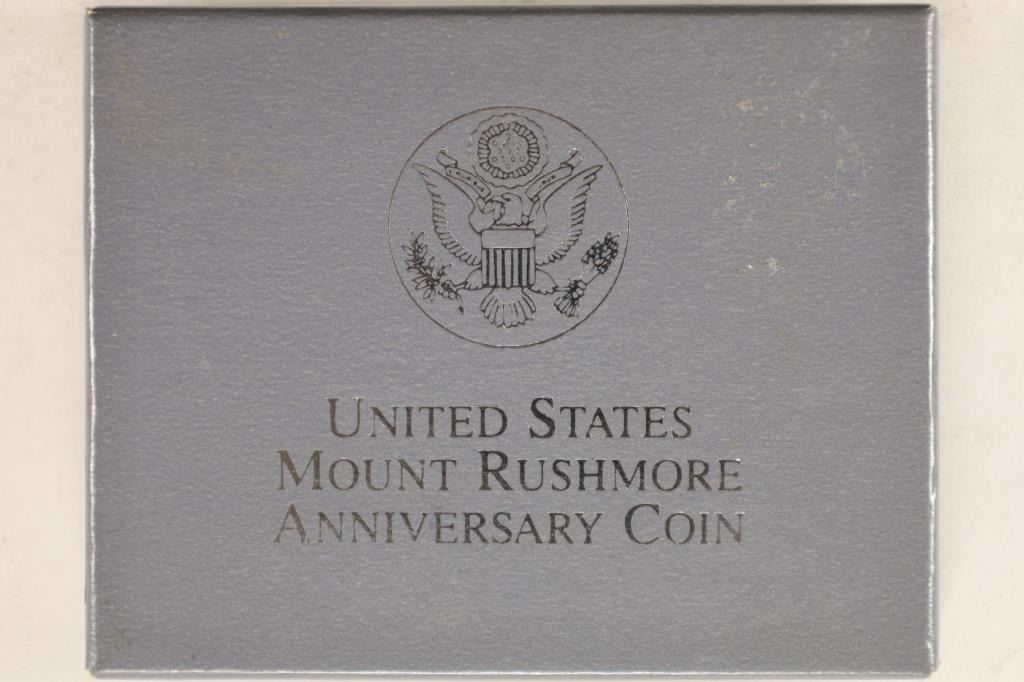 United States
Mount Rushmore
Anniversary Coin